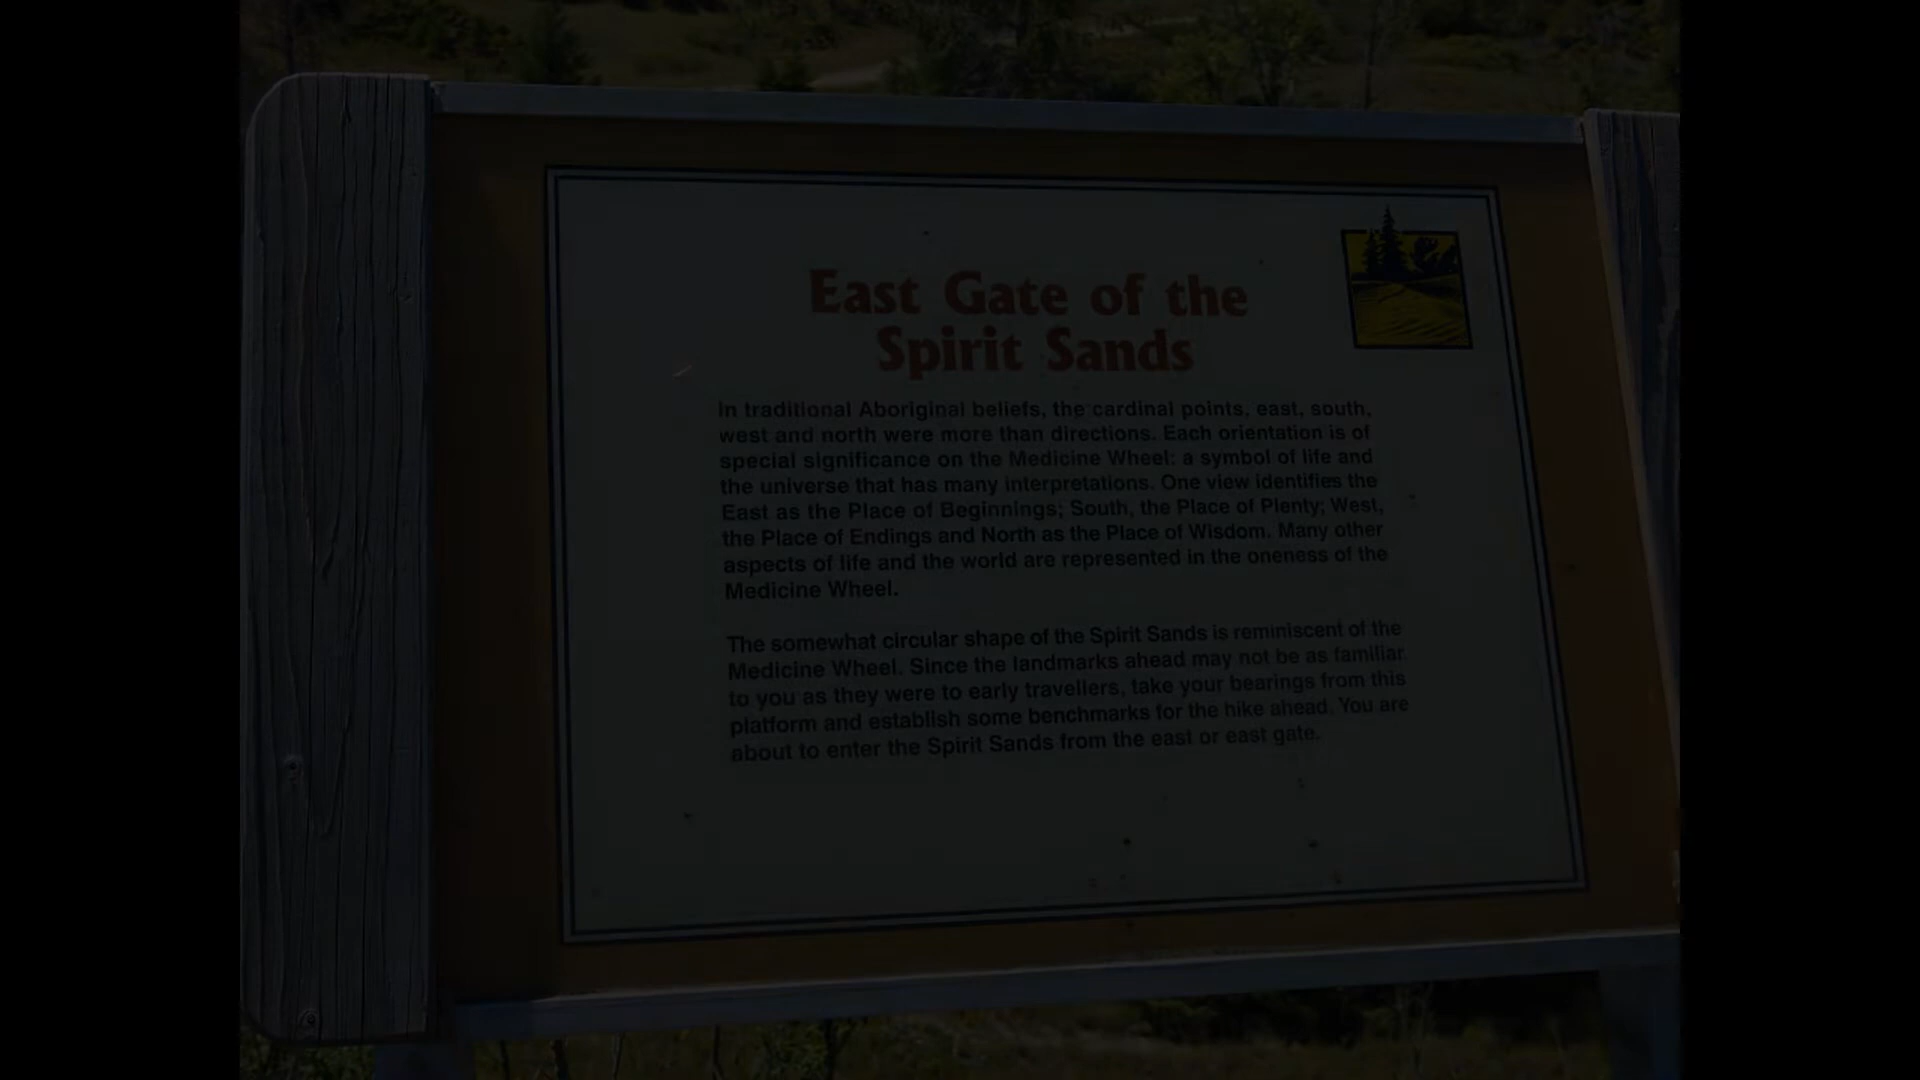 East Gate of the
Spirit Sands
In traditional Aboriginal beliefs, the cardinal points, east, south,
west and north were more than directions. Each orientation is of
special significance on the Medicine Wheel: a symbol of life and
the universe that has many interpretations. One view identifies the
East as the Place of Beginnings; South, the Place of Plenty; West,
the Place of Endings and North as the Place of Wisdom. Many other
aspects of life and the world are represented in the oneness of the
Medicine Wheel.
The somewhat circular shape of the Spirit Sands is reminiscent of the
Medicine Wheel. Since the landmarks ahead may not be as familiar
to you as they were to early travellers, take your bearings from this
platform and establish some benchmarks for the hike ahead. You are
about to enter the Spirit Sands from the east or east gate.